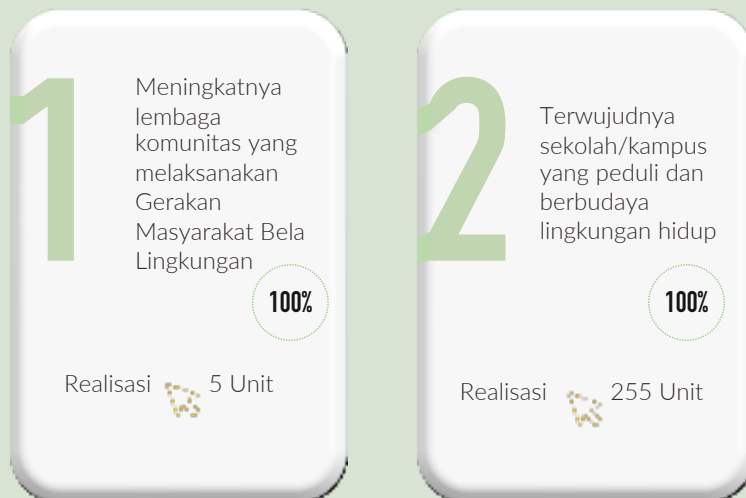 1
Meningkatnya
lembaga
komunitas yang
melaksanakan
Gerakan
Masyarakat Bela
Lingkungan
100%
Realisasi 5 Unit
2
Terwujudnya
sekolah/kampus
yang peduli dan
berbudaya
lingkungan hidup
100%
Realisasi 255 Unit